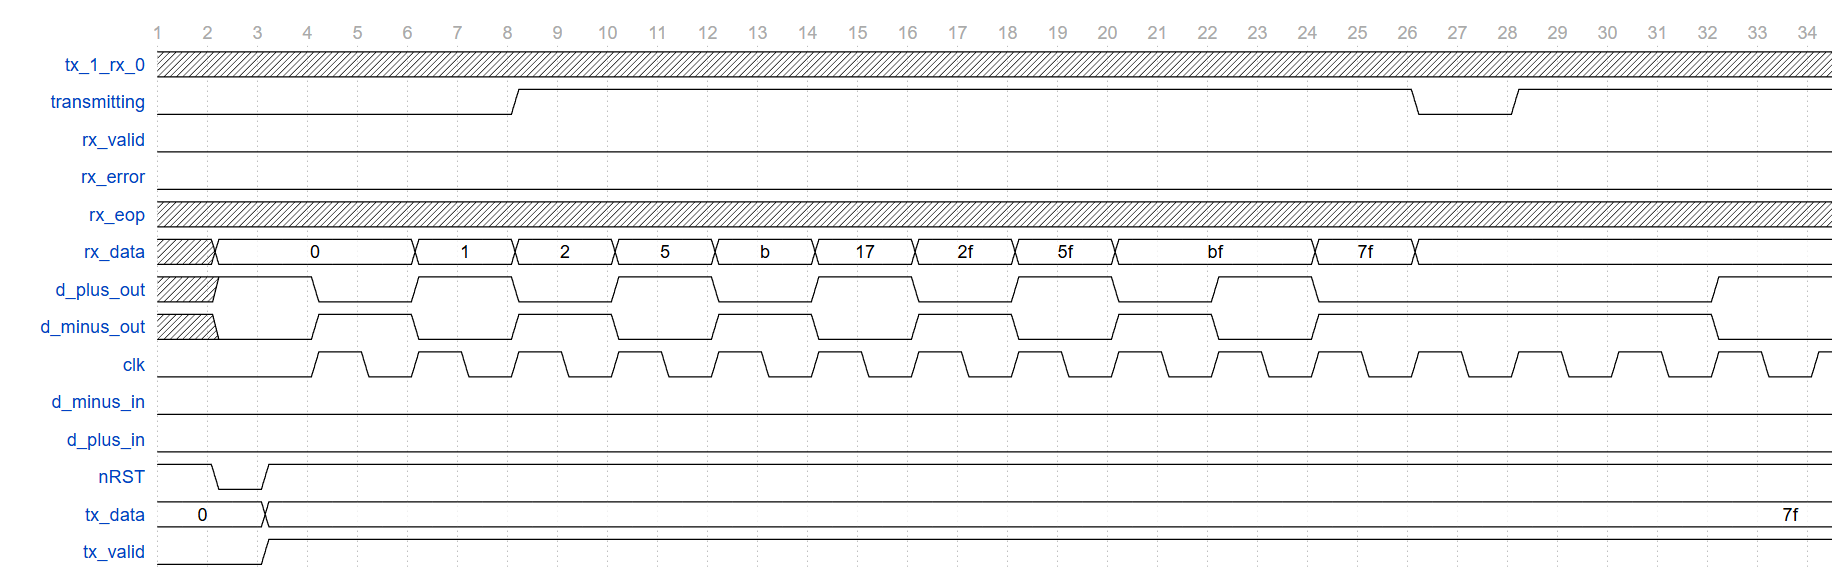 1 2 3 4 5 6 7 8 9 10 11 12 13 14 15 16 17 18 19 20 21 22 23 24 25 26 27 28 29 30 31 32 33 34
tx_1_rx_0
transmitting
rx_valid
rx_error
rx_eop
rx_data 0 1 2 5 b 17 2f 5f bf 7f
d_plus_out
d_minus_out
clk
d_minus_in
d_plus_in
nRST
tx_data 0 7f
tx_valid